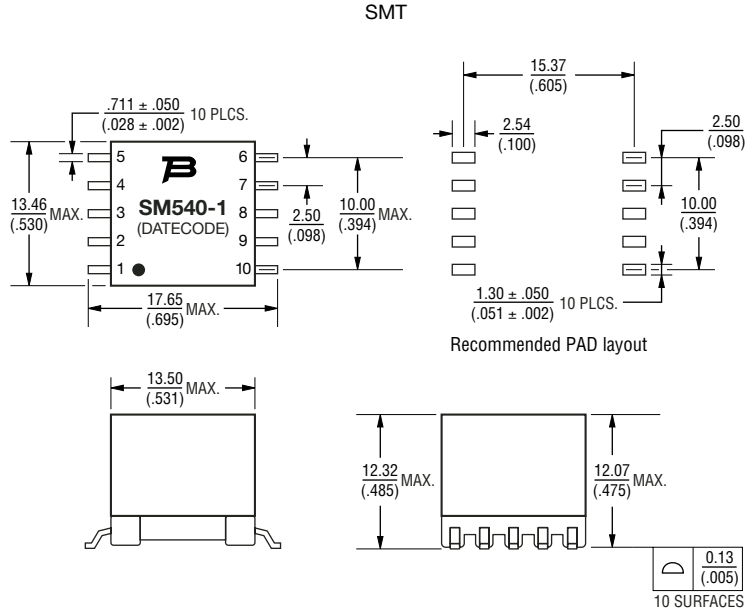 SMT
.711 ± .050
(.028 ± .002)
10 PLCS.
13.46
(.530)
MAX.
5
4
3
2
1
SM540-1
(DATECODE)
6
7
8
9
10
2.50
(.098)
10.00
(.394)
MAX.
17.65
(.695)
MAX.
15.37
(.605)
2.54
(.100)
2.50
(.098)
10.00
(.394)
1.30 ± .050
(.051 ± .002)
10 PLCS.
Recommended PAD layout
13.50
(.531)
MAX.
12.32
(.485)
MAX.
12.07
(.475)
MAX.
0.13
(.005)
10 SURFACES